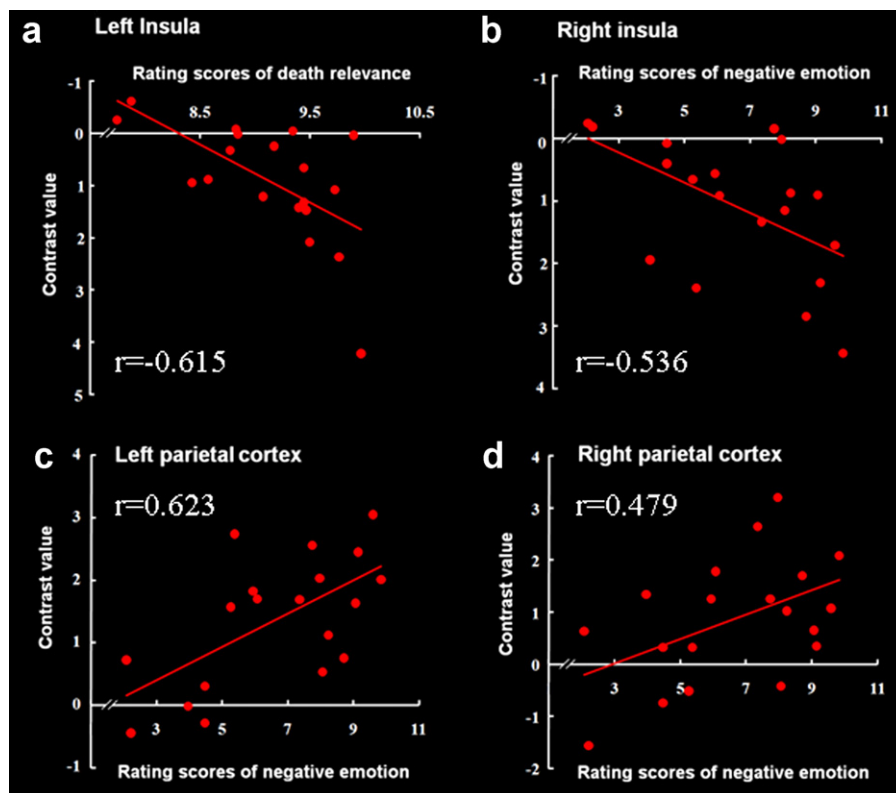 a Left Insula
Rating scores of death relevance
-1
8.5 9.5 10.5
0
1
2
3
4
5
Contrast value
r=-0.615
b Right insula
Rating scores of negative emotion
-1
3 5 7 9 11
0
1
2
3
4
Contrast value
r=-0.536
c Left parietal cortex
r=0.623
4
3
2
1
0
-1
Contrast value
3 5 7 9 11
Rating scores of negative emotion
d Right parietal cortex
r=0.479
4
3
2
1
0
-1
-2
Contrast value
3 5 7 9 11
Rating scores of negative emotion